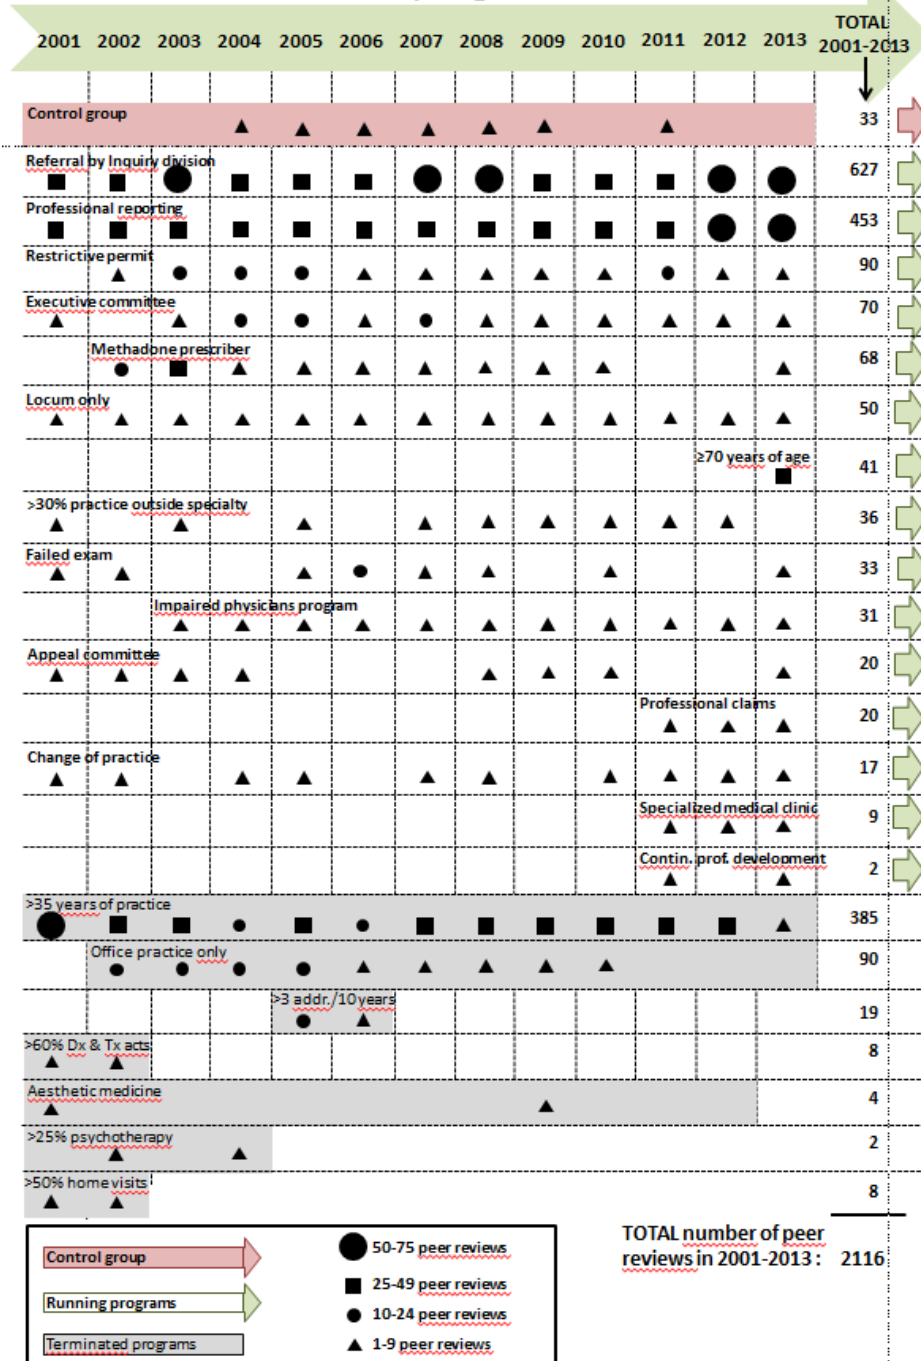 TOTAL
2001 2002 2003 2004 2005 2006 2007 2008 2009 2010 2011 2012 2013 2001-2013
Control group 33
Referral by Inquiry division 627
Professional reporting 453
Restrictive permit 90
Executive committee 70
Methadone prescriber 68
Locum only 50
≥70 years of age 41
>30% practice outside specialty 36
Failed exam 33
Impaired physicians program 31
Appeal committee 20
Professional claims 20
Change of practice 17
Specialized medical clinic 9
Contin. prof. development 2
>35 years of practice 385
Office practice only 90
>3 addr./10 years 19
>60% Dx & Tx acts 8
Aesthetic medicine 4
>25% psychotherapy 2
>50% home visits 8
TOTAL number of peer
reviews in 2001-2013 : 2116
Control group
Running programs
Terminated programs
50-75 peer reviews
25-49 peer reviews
10-24 peer reviews
1-9 peer reviews